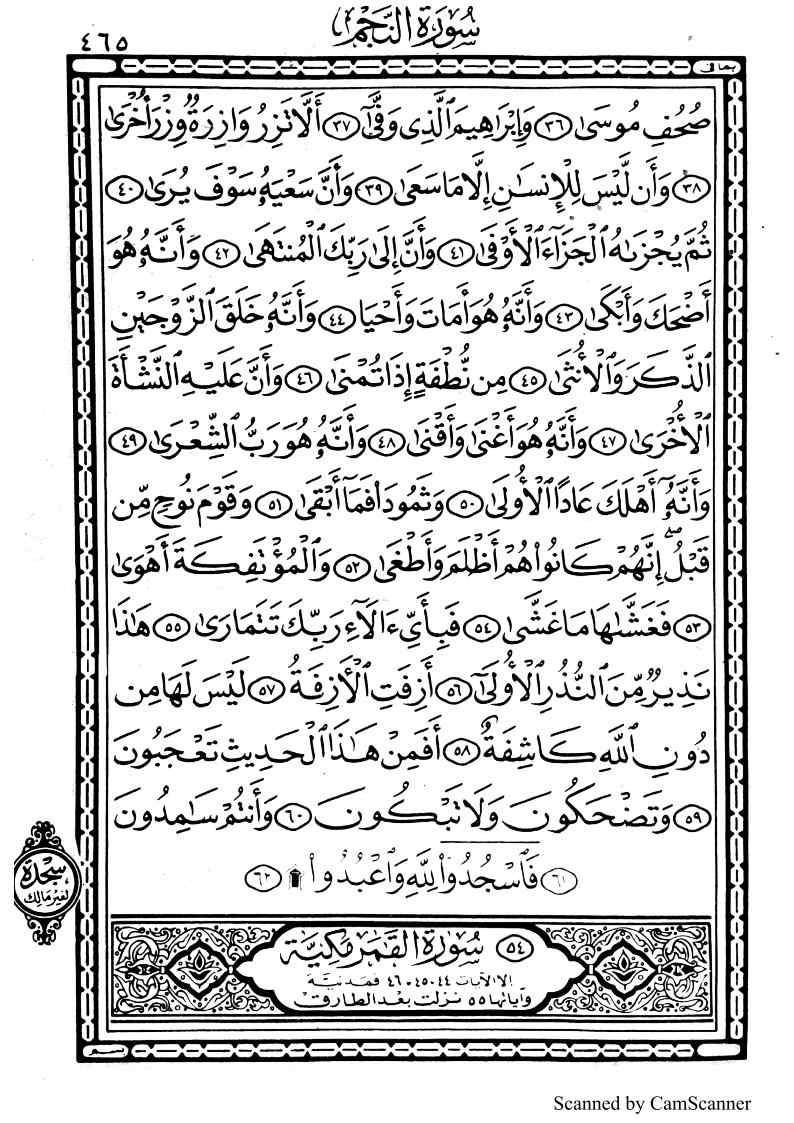 سُورَةُ النَّجْمِ
٤٦٥
صُحُفِ مُوسَىٰ ٣٦ وَإِبْرَاهِيمَ ٱلَّذِى وَفَّىٰٓ ٣٧ أَلَّا تَزِرُ وَازِرَةٌ وِزْرَ أُخْرَىٰ
٣٨ وَأَن لَّيْسَ لِلْإِنسَـٰنِ إِلَّا مَا سَعَىٰ ٣٩ وَأَنَّ سَعْيَهُۥ سَوْفَ يُرَىٰ ٤٠
ثُمَّ يُجْزَىٰهُ ٱلْجَزَآءَ ٱلْأَوْفَىٰ ٤١ وَأَنَّ إِلَىٰ رَبِّكَ ٱلْمُنتَهَىٰ ٤٢ وَأَنَّهُۥ هُوَ
أَضْحَكَ وَأَبْكَىٰ ٤٣ وَأَنَّهُۥ هُوَ أَمَاتَ وَأَحْيَا ٤٤ وَأَنَّهُۥ خَلَقَ ٱلزَّوْجَيْنِ
ٱلذَّكَرَ وَٱلْأُنثَىٰ ٤٥ مِن نُّطْفَةٍ إِذَا تُمْنَىٰ ٤٦ وَأَنَّ عَلَيْهِ ٱلنَّشْأَةَ
ٱلْأُخْرَىٰ ٤٧ وَأَنَّهُۥ هُوَ أَغْنَىٰ وَأَقْنَىٰ ٤٨ وَأَنَّهُۥ هُوَ رَبُّ ٱلشِّعْرَىٰ ٤٩
وَأَنَّهُۥٓ أَهْلَكَ عَادًا ٱلْأُولَىٰ ٥٠ وَثَمُودَا۟ فَمَآ أَبْقَىٰ ٥١ وَقَوْمَ نُوحٍ مِّن
قَبْلُ ۖ إِنَّهُمْ كَانُوا۟ هُمْ أَظْلَمَ وَأَطْغَىٰ ٥٢ وَٱلْمُؤْتَفِكَةَ أَهْوَىٰ
٥٣ فَغَشَّىٰهَا مَا غَشَّىٰ ٥٤ فَبِأَىِّ ءَالَآءِ رَبِّكَ تَتَمَارَىٰ ٥٥ هَـٰذَا
نَذِيرٌ مِّنَ ٱلنُّذُرِ ٱلْأُولَىٰٓ ٥٦ أَزِفَتِ ٱلْأَزِفَةُ ٥٧ لَيْسَ لَهَا مِن
دُونِ ٱللَّهِ كَاشِفَةٌ ٥٨ أَفَمِنْ هَـٰذَا ٱلْحَدِيثِ تَعْجَبُونَ
٥٩ وَتَضْحَكُونَ وَلَا تَبْكُونَ ٦٠ وَأَنتُمْ سَـٰمِدُونَ
٦١ فَٱسْجُدُوا۟ لِلَّهِ وَٱعْبُدُوا۟ ۩ ٦٢
سجدة
لغير مالك
٥٤ سُورَةُ القَمَرِ مَكِّيَّة
إلا الآيات ٤٤، ٤٥، ٤٦ فمدنية
وآياتها ٥٥ نزلت بعد الطارق
Scanned by CamScanner